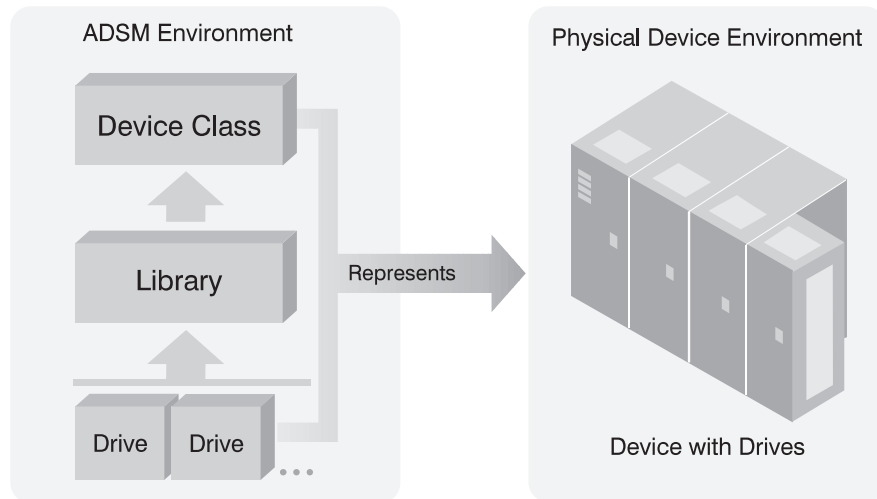 ADSM Environment
Device Class
Library
Drive
Drive
...
Represents
Physical Device Environment
Device with Drives